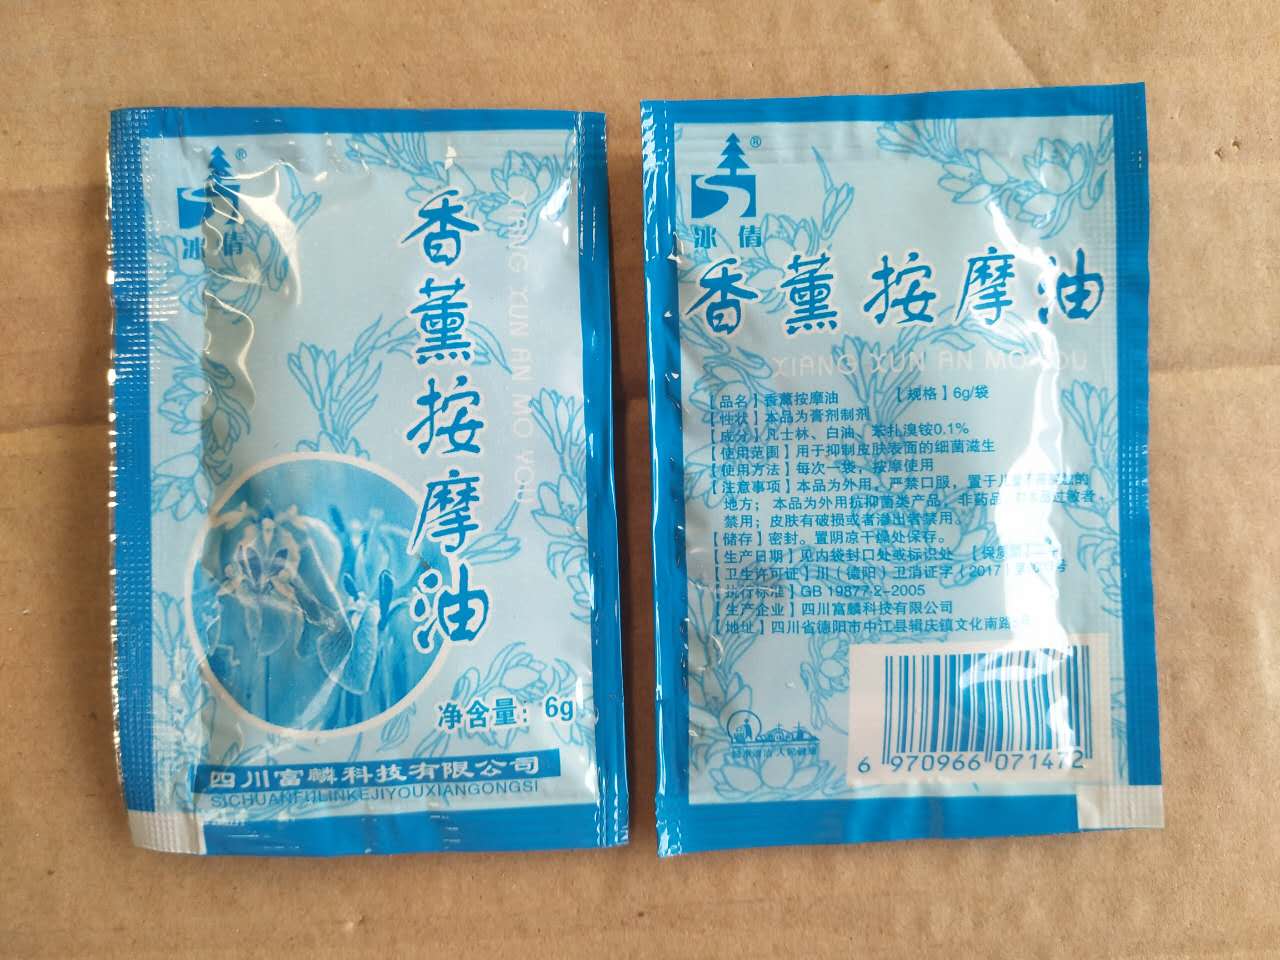 ®
冰倩
香薰按摩油
XIANG XUN AN MO YOU
净含量：6g
四川富麟科技有限公司
SICHUANFULINKEJIYOUXIANGONGSI
®
冰倩
香薰按摩油
XIANG XUN AN MO YOU
【品名】香薰按摩油 【规格】6g/袋
【性状】本品为膏剂制剂
【成分】凡士林、白油、苯扎溴铵0.1%
【使用范围】用于抑制皮肤表面的细菌滋生
【使用方法】每次一袋，按摩使用
【注意事项】本品为外用，严禁口服，置于儿童 的
地方；本品为外用抗抑菌类产品，非药品， 过敏者
禁用；皮肤有破损或者渗出者禁用。
【储存】密封。置阴凉干燥处保存。
【生产日期】见内袋封口处或标识处 【保质期】
【卫生许可证】川（德阳）卫消证字（2017）第 号
【执行标准】GB 19877.2-2005
【生产企业】四川富麟科技有限公司
【地址】四川省德阳市中江县辑庆镇文化南路
6 970966 071472